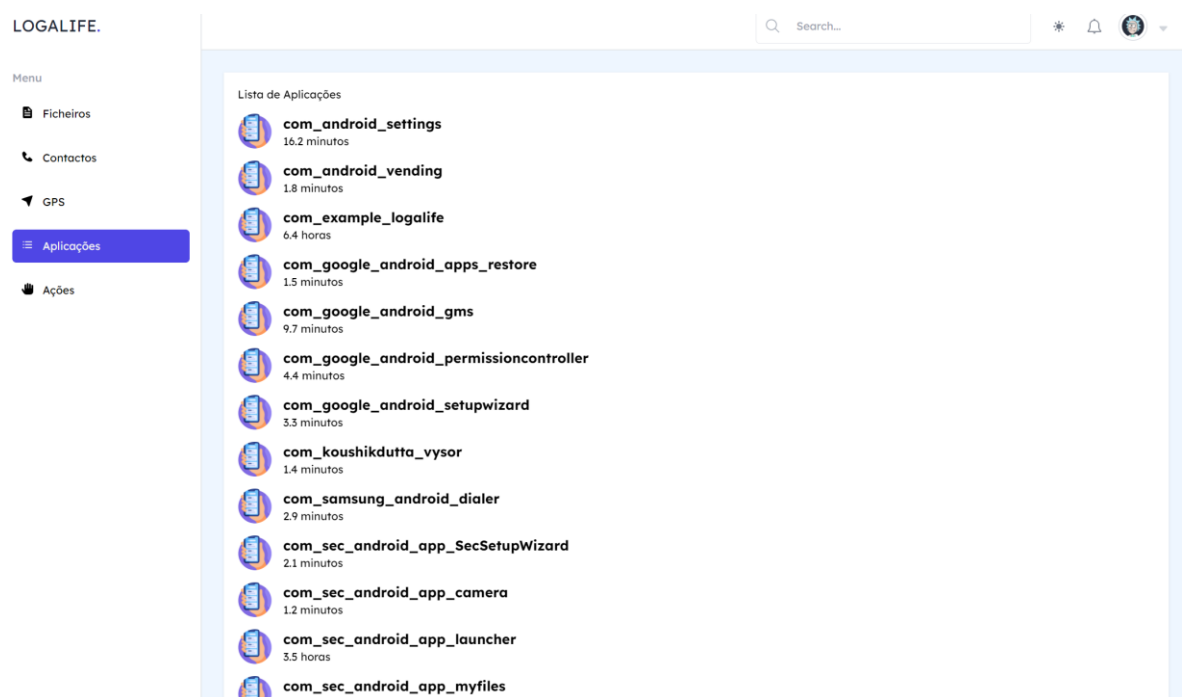 LOGALIFE.
Search...
Menu
Ficheiros
Contactos
GPS
Aplicações
Ações
Lista de Aplicações
com_android_settings
16.2 minutos
com_android_vending
1.8 minutos
com_example_logalife
6.4 horas
com_google_android_apps_restore
1.5 minutos
com_google_android_gms
9.7 minutos
com_google_android_permissioncontroller
4.4 minutos
com_google_android_setupwizard
3.3 minutos
com_koushikdutta_vysor
1.4 minutos
com_samsung_android_dialer
2.9 minutos
com_sec_android_app_SecSetupWizard
2.1 minutos
com_sec_android_app_camera
1.2 minutos
com_sec_android_app_launcher
3.5 horas
com_sec_android_app_myfiles